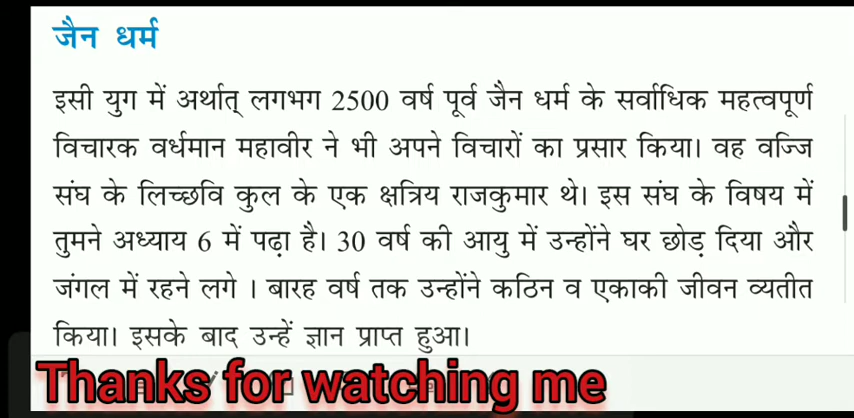 जैन धर्म
इसी युग में अर्थात् लगभग 2500 वर्ष पूर्व जैन धर्म के सर्वाधिक महत्वपूर्ण
विचारक वर्धमान महावीर ने भी अपने विचारों का प्रसार किया। वह वज्जि
संघ के लिच्छवि कुल के एक क्षत्रिय राजकुमार थे। इस संघ के विषय में
तुमने अध्याय 6 में पढ़ा है। 30 वर्ष की आयु में उन्होंने घर छोड़ दिया और
जंगल में रहने लगे । बारह वर्ष तक उन्होंने कठिन व एकाकी जीवन व्यतीत
किया। इसके बाद उन्हें ज्ञान प्राप्त हुआ।
Thanks for watching me